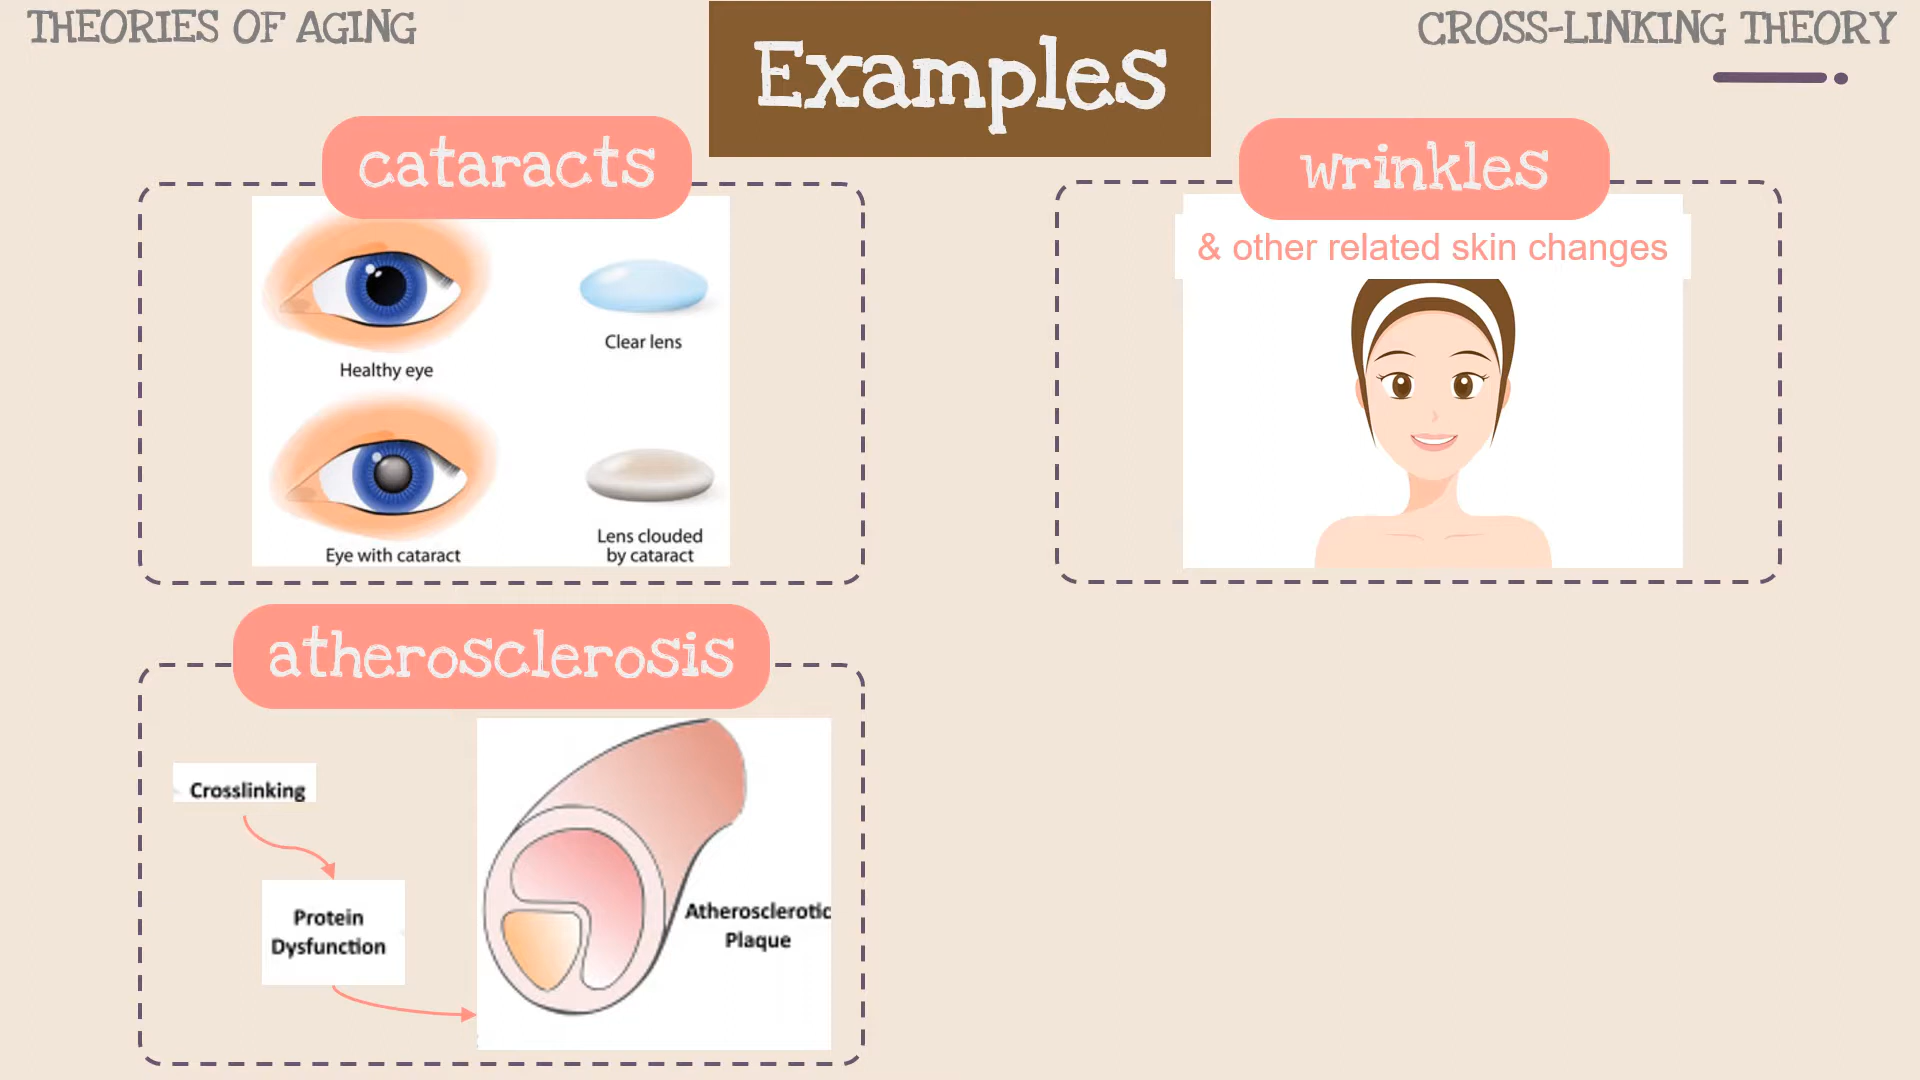 THEORIES OF AGING
Examples
CROSS-LINKING THEORY
cataracts
Healthy eye
Clear lens
Eye with cataract
Lens clouded
by cataract
wrinkles
& other related skin changes
atherosclerosis
Crosslinking
Protein
Dysfunction
Atherosclerotic
Plaque